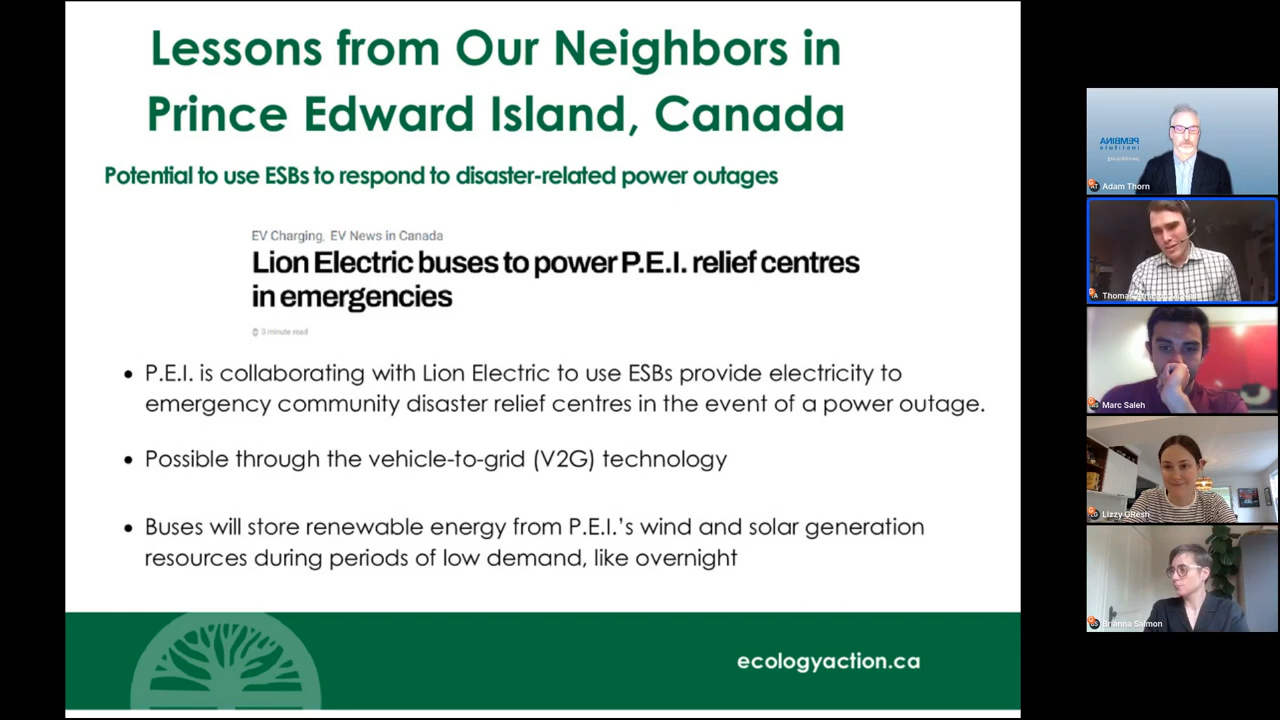 Lessons from Our Neighbors in
Prince Edward Island, Canada
Potential to use ESBs to respond to disaster-related power outages
EV Charging, EV News in Canada
Lion Electric buses to power P.E.I. relief centres
in emergencies
3 minute read
• P.E.I. is collaborating with Lion Electric to use ESBs provide electricity to
emergency community disaster relief centres in the event of a power outage.
• Possible through the vehicle-to-grid (V2G) technology
• Buses will store renewable energy from P.E.I.'s wind and solar generation
resources during periods of low demand, like overnight
ecologyaction.ca
PEMBINA
institute
Adam Thorn
Marc Saleh
Lizzy GResh
Brianna Salmon